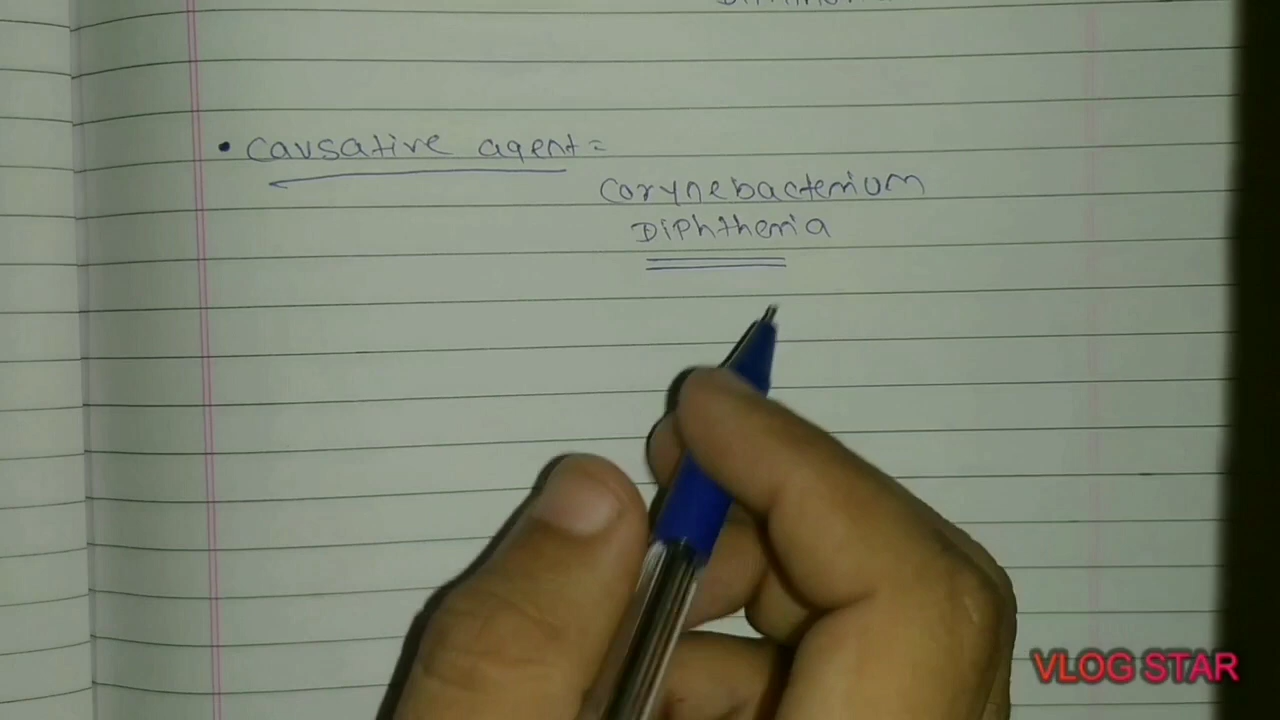 • Causative agent =
Corynebacterium
Diphtheria
VLOG STAR